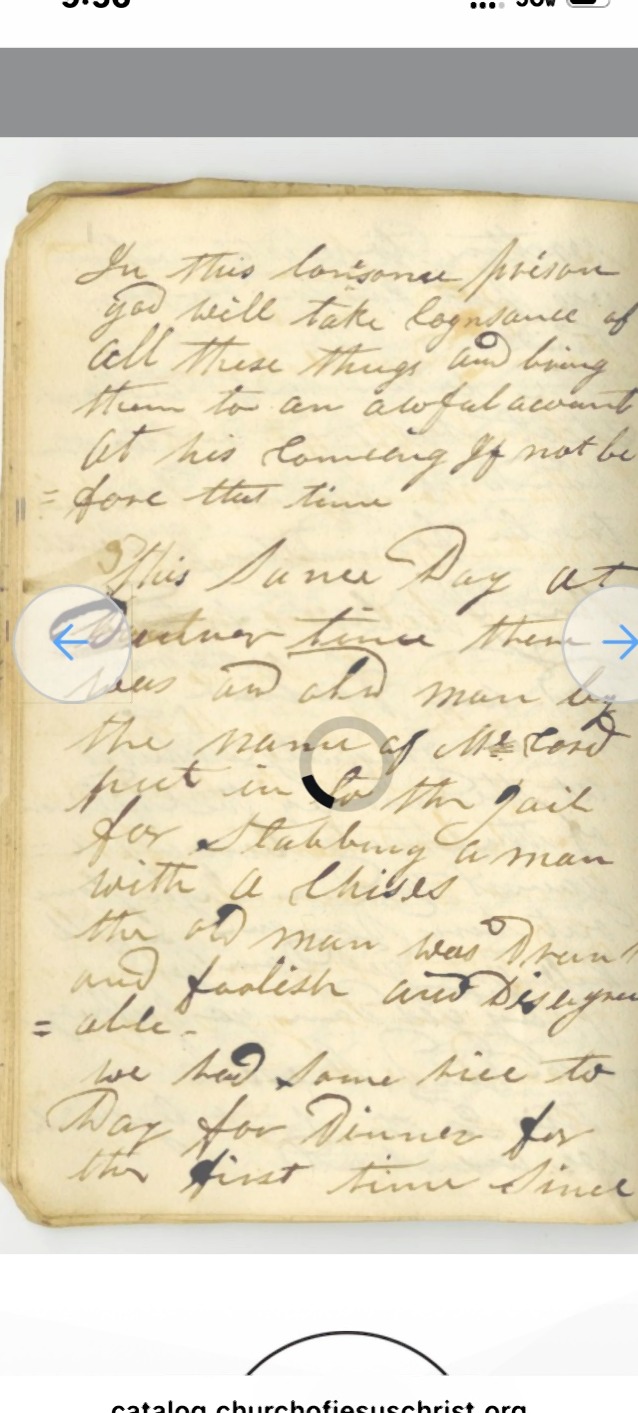 In this lonsome prison
god will take Cognsance of
all these things and bring
them to an awful acount
at his Comeing If not be
= fore that time
This Same Day at
time there
was an old man by
the name of Mr Cord
put in to the Jail
for Stabbing a man
with a Chisel
the old man was Drunk
and foolish and Disagree
= able -
we had Some rice to
Day for Dinner for
the first time Since
catalog.churchofjesuschrist.org